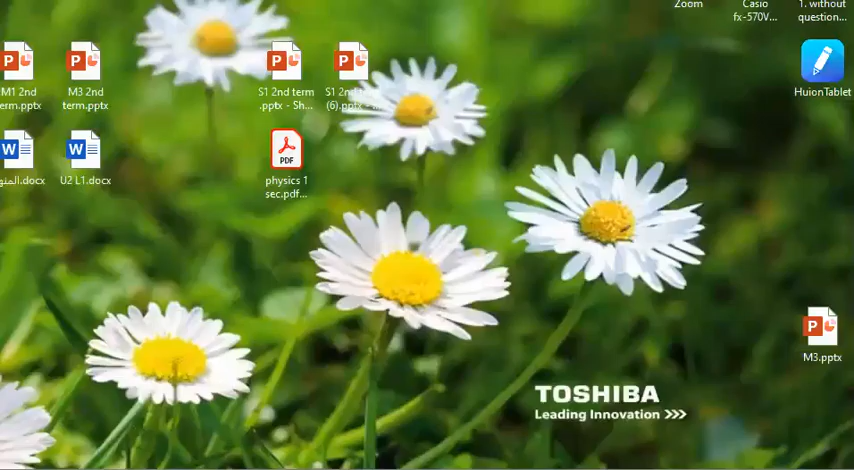 Zoom
Casio
fx-570V...
1. without
question...
M1 2nd
erm.pptx
M3 2nd
term.pptx
S1 2nd term
.pptx - Sh...
S1 2nd
(6).pptx
HuionTablet
.docx
U2 L1.docx
PDF
physics 1
sec.pdf...
M3.pptx
TOSHIBA
Leading Innovation >>>